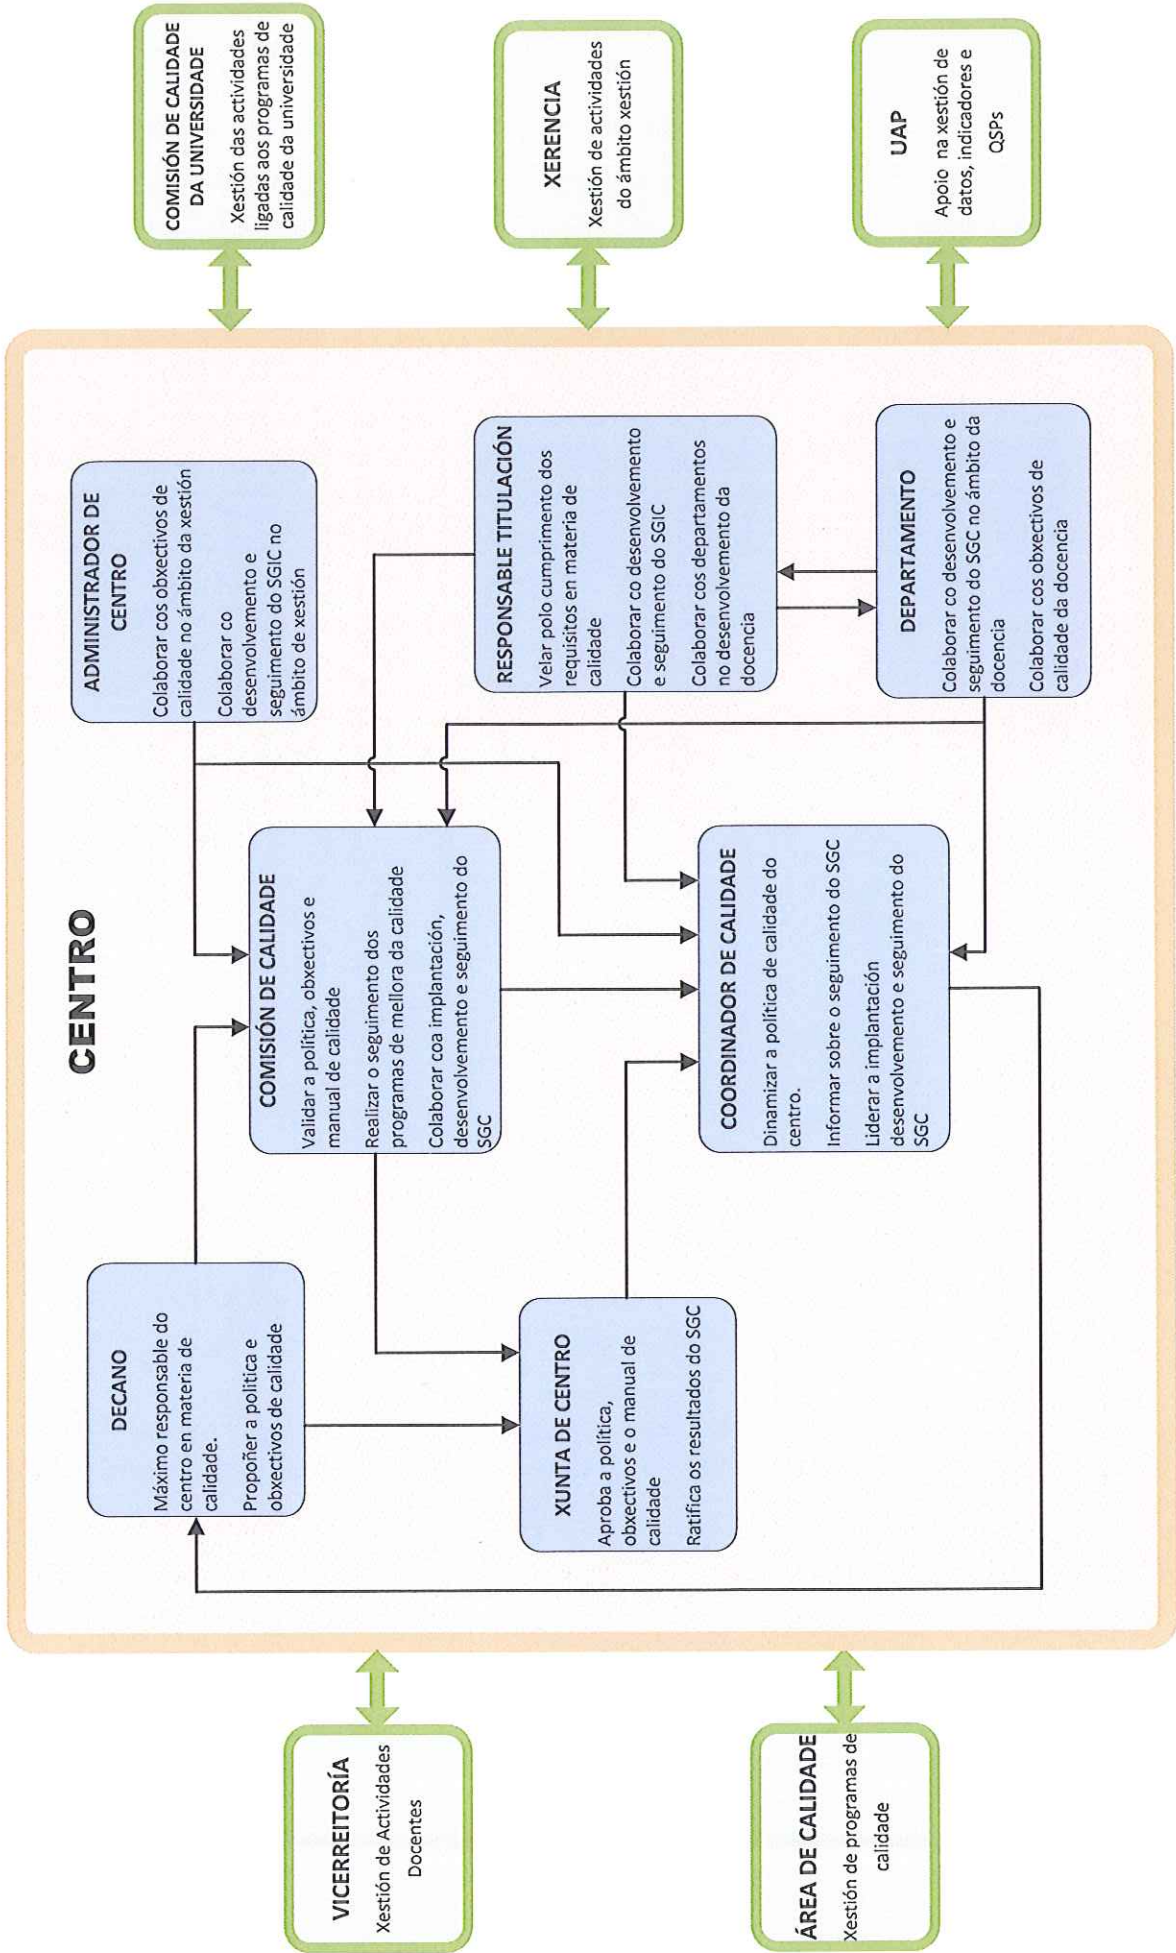 CENTRO
VICERREITORÍA
Xestión de Actividades
Docentes
ÁREA DE CALIDADE
Xestión de programas de
calidade
DECANO
Máximo responsable do
centro en materia de
calidade.
Propoñer a politica e
obxectivos de calidade
XUNTA DE CENTRO
Aproba a política,
obxectivos e o manual de
calidade
Ratifica os resultados do SGC
COMISIÓN DE CALIDADE
Validar a política, obxectivos e
manual de calidade
Realizar o seguimento dos
programas de mellora da calidade
Colaborar coa implantación,
desenvolvemento e seguimento do
SGC
COORDINADOR DE CALIDADE
Dinamizar a política de calidade do
centro.
Informar sobre o seguimento do SGC
Liderar a implantación
desenvolvemento e seguimento do
SGC
ADMINISTRADOR DE
CENTRO
Colaborar cos obxectivos de
calidade no ámbito da xestión
Colaborar co
desenvolvemento e
seguimento do SGIC no
ámbito de xestión
RESPONSABLE TITULACIÓN
Velar polo cumprimento dos
requisitos en materia de
calidade
Colaborar co desenvolvemento
e seguimento do SGIC
Colaborar cos departamentos
no desenvolvemento da
docencia
DEPARTAMENTO
Colaborar co desenvolvemento e
seguimento do SGC no ámbito da
docencia
Colaborar cos obxectivos de
calidade da docencia
COMISIÓN DE CALIDADE
DA UNIVERSIDADE
Xestión das actividades
ligadas aos programas de
calidade da universidade
XERENCIA
Xestión de actividades
do ámbito xestión
UAP
Apoio na xestión de
datos, indicadores e
QSPs